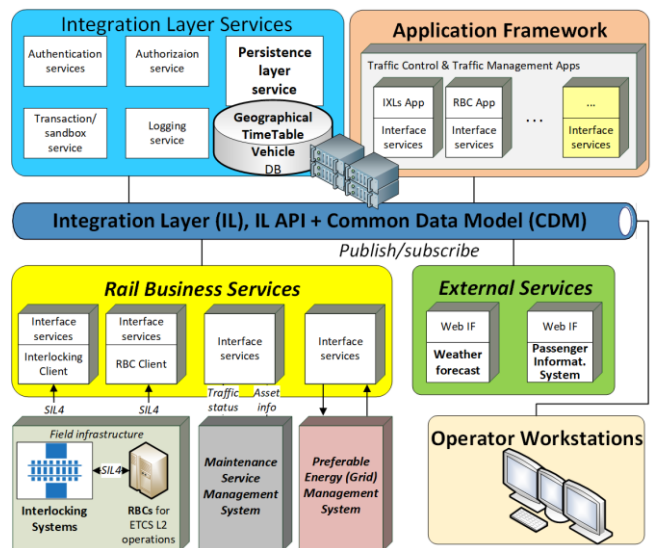 Integration Layer Services
Authentication
services
Authorizaion
service
Persistence
layer
service
Transaction/
sandbox
service
Logging
service
Geographical
TimeTable
Vehicle
DB
Application Framework
Traffic Control & Traffic Management Apps
IXLs App
Interface
services
RBC App
Interface
services
...
...
Interface
services
Integration Layer (IL), IL API + Common Data Model (CDM)
Publish/subscribe
Rail Business Services
Interface
services
Interlocking
Client
Interface
services
RBC Client
Interface
services
Interface
services
SIL4
SIL4
Traffic
status
Asset
info
External Services
Web IF
Weather
forecast
Web IF
Passenger
Informat.
System
Field infrastructure
SIL4
Interlocking
Systems
RBCs for
ETCS L2
operations
Maintenance
Service
Management
System
Preferable
Energy (Grid)
Management
System
Operator Workstations